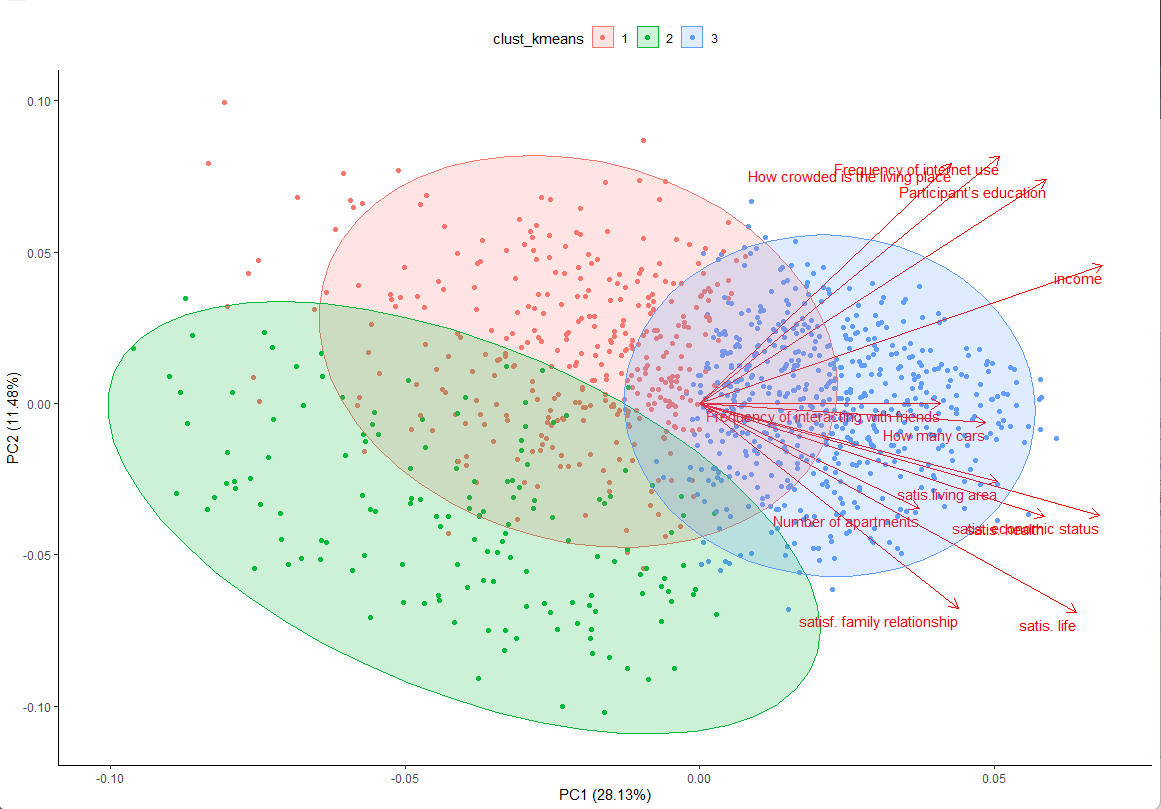 clust_kmeans 1 2 3
0.10
0.05
0.00
-0.05
-0.10
PC2 (11.48%)
Frequency of internet use
How crowded is the living place
Participant's education
income
Frequency of interacting with friends
How many cars
satis.living area
Number of apartments
satis. economic status
satis. health
satisf. family relationship
satis. life
-0.10 -0.05 0.00 0.05
PC1 (28.13%)